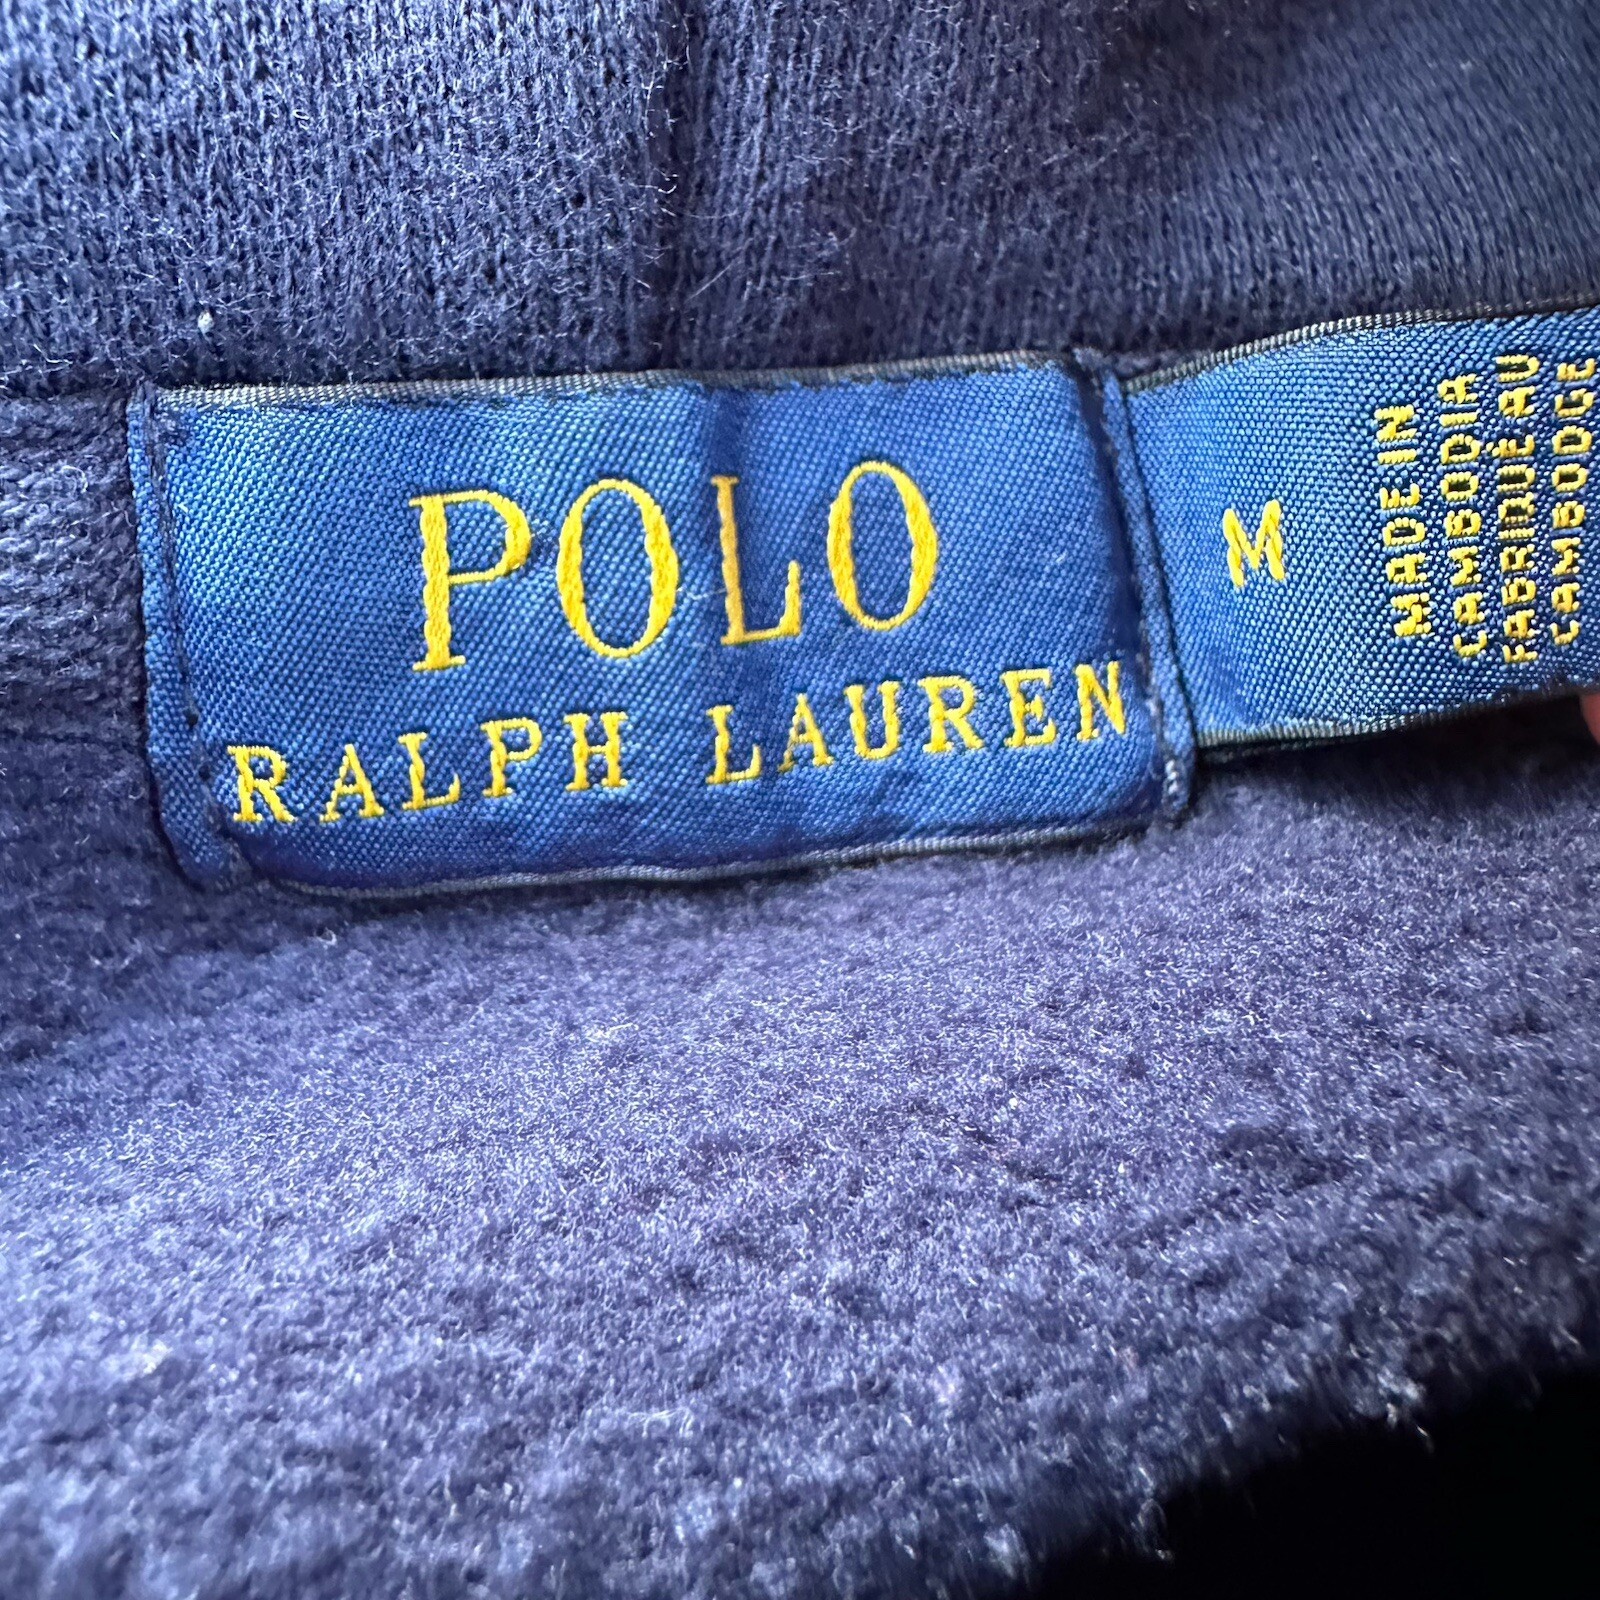 POLO
RALPH LAUREN
M
MADE IN
CAMBODIA
FABRIQUÉ AU
CAMBODGE